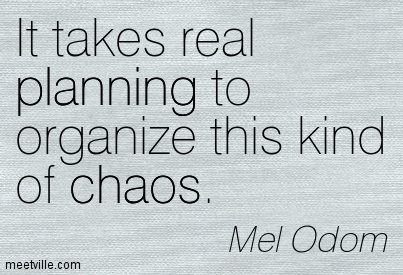 It takes real
planning to
organize this kind
of chaos.
Mel Odom
meetville.com